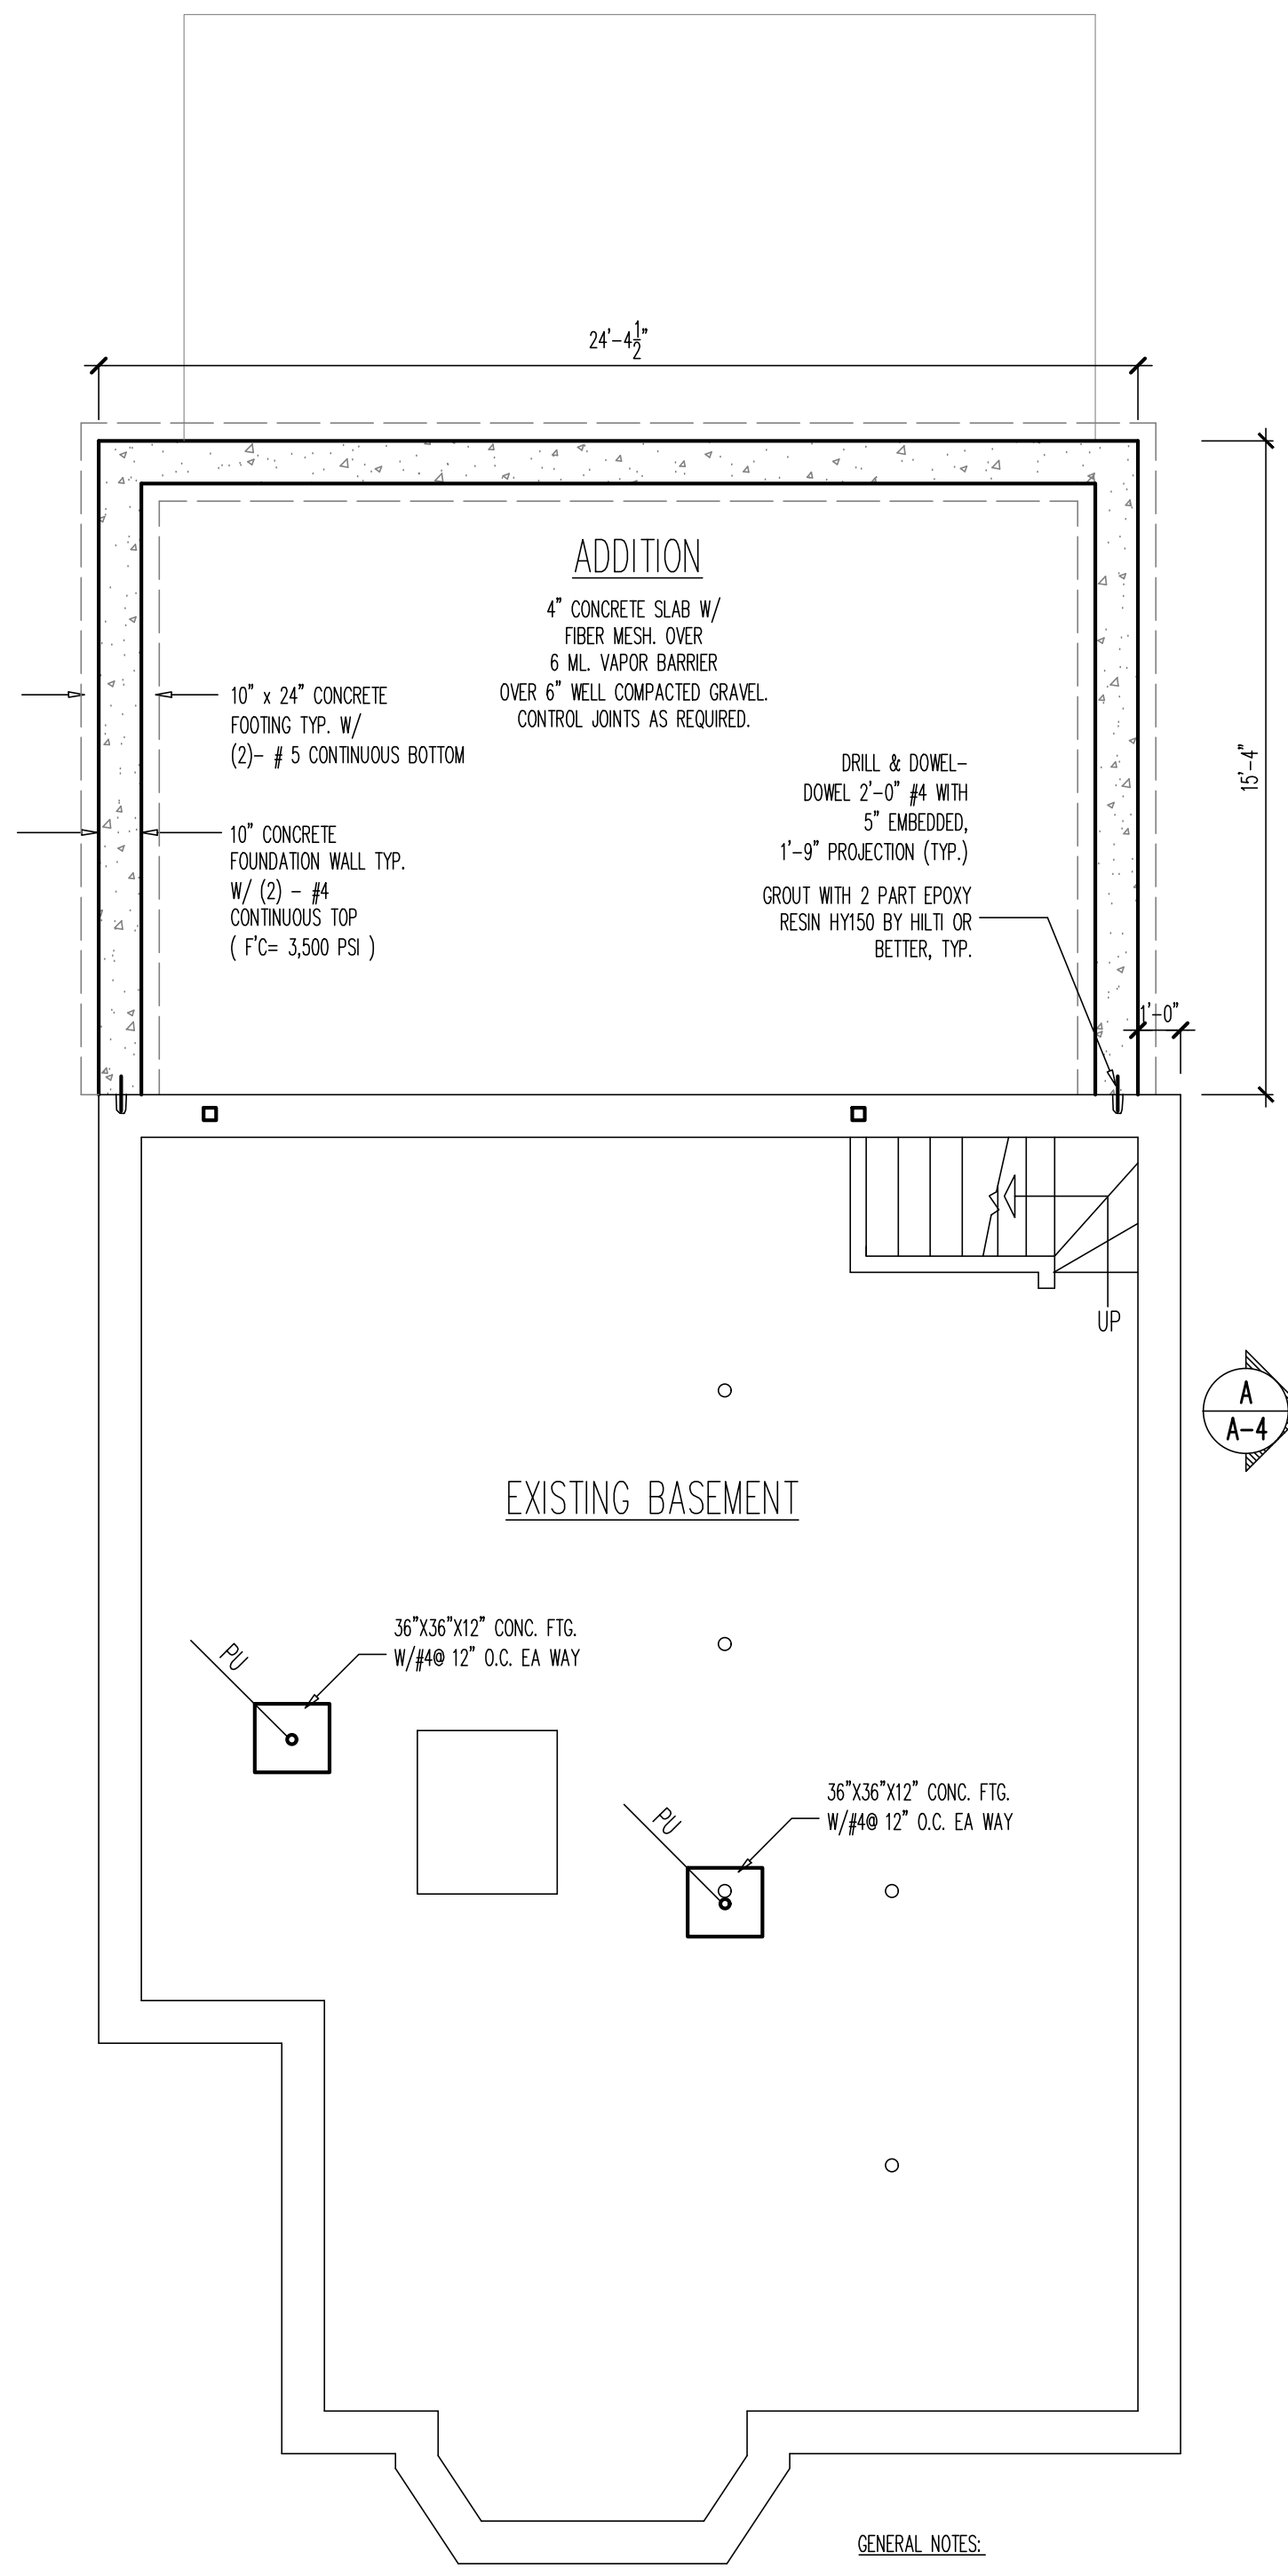 24'-4 1/2"
ADDITION
4" CONCRETE SLAB W/
FIBER MESH. OVER
6 ML. VAPOR BARRIER
OVER 6" WELL COMPACTED GRAVEL.
CONTROL JOINTS AS REQUIRED.
10" x 24" CONCRETE
FOOTING TYP. W/
(2)- # 5 CONTINUOUS BOTTOM
10" CONCRETE
FOUNDATION WALL TYP.
W/ (2) - #4
CONTINUOUS TOP
( F'C= 3,500 PSI )
DRILL & DOWEL-
DOWEL 2'-0" #4 WITH
5" EMBEDDED,
1'-9" PROJECTION (TYP.)
GROUT WITH 2 PART EPOXY
RESIN HY150 BY HILTI OR
BETTER, TYP.
15'-4"
1'-0"
UP
A
A-4
EXISTING BASEMENT
36"X36"X12" CONC. FTG.
W/#4@ 12" O.C. EA WAY
PU
36"X36"X12" CONC. FTG.
W/#4@ 12" O.C. EA WAY
PU
GENERAL NOTES: